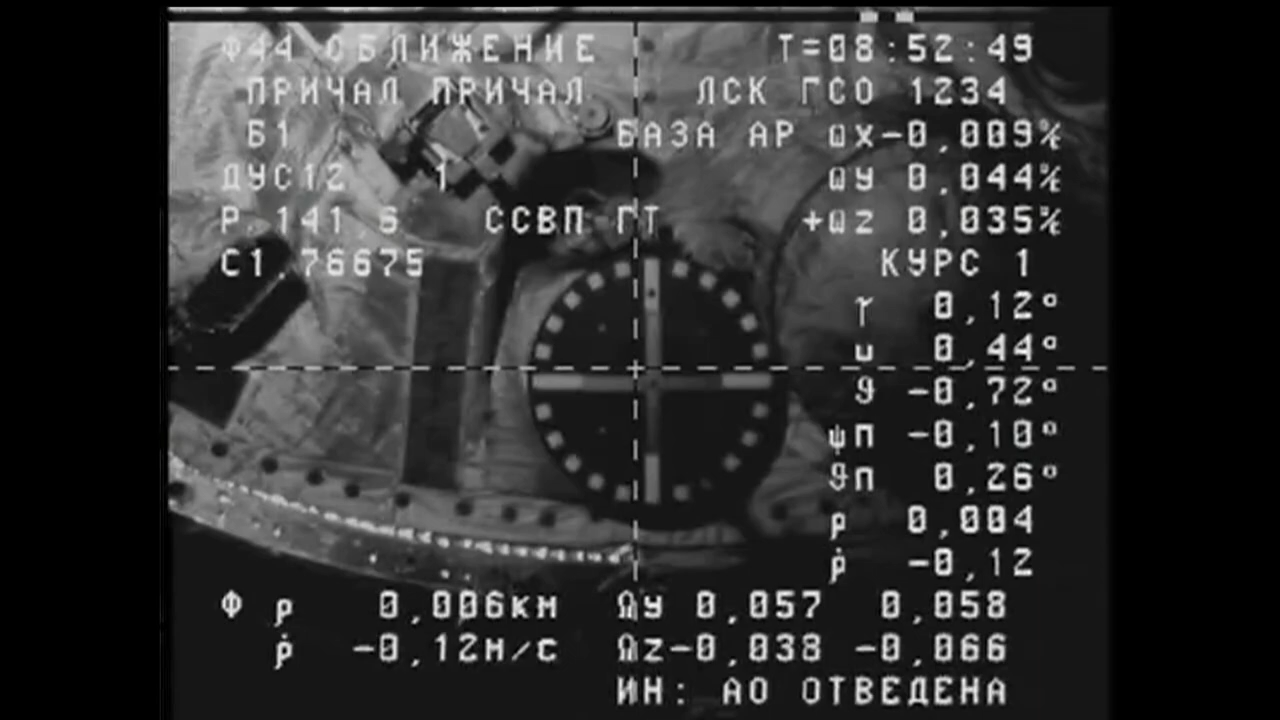 Ф44 СБЛИЖЕНИЕ T=08:52:49
ПРИЧАЛ ПРИЧАЛ ЛСК ГСО 1234
Б1 БАЗА АР ωX-0,009%
ДУС12 1 ωУ 0,044%
Р.141 6 ССВП ГТ +ωZ 0,035%
С1.76675 КУРС 1
γ 0,12°
0,44°
ϑ -0,72°
ψП -0,10°
ϑП 0,26°
ρ 0,004
ρ̇ -0,12
Ф ρ 0,006км Ωу 0,057 0,058
ρ̇ -0,12м/с Ωz-0,038 -0,066
ИН: АО ОТВЕДЕНА